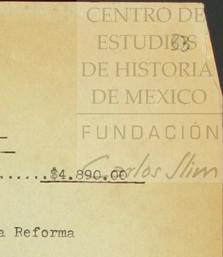 CENTRO DE
ESTUDIOS
DE HISTORIA
DE MEXICO
FUNDACIÓN
Carlos Slim
......$4.890.00
a Reforma